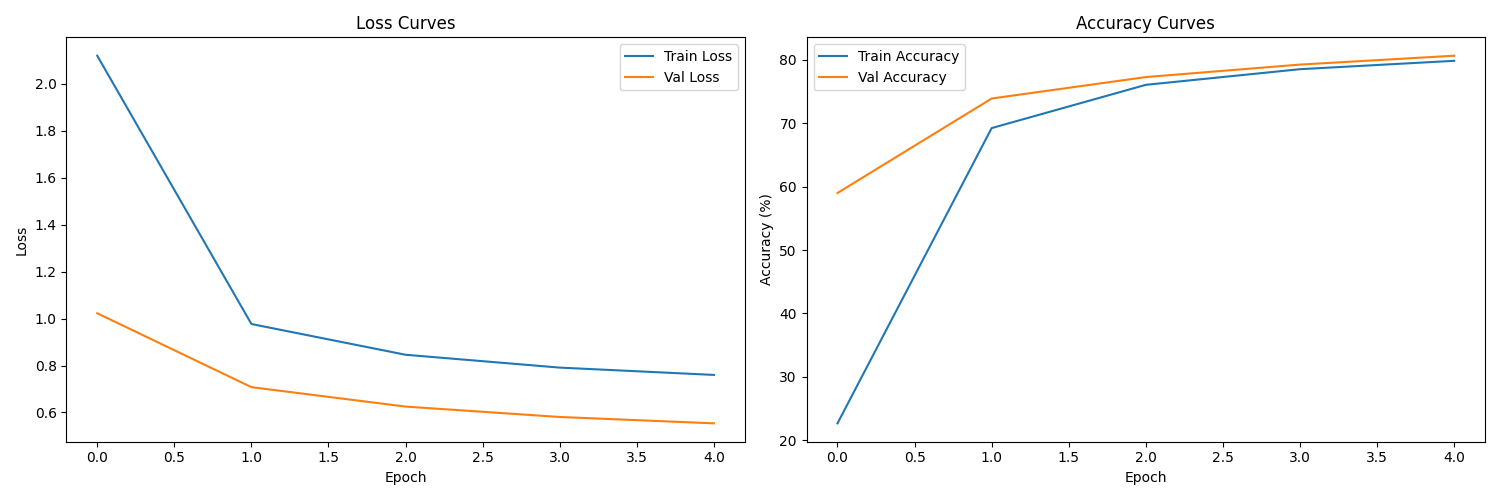 Loss Curves
Train Loss
Val Loss
2.0
1.8
1.6
1.4
1.2
1.0
0.8
0.6
Loss
0.0 0.5 1.0 1.5 2.0 2.5 3.0 3.5 4.0
Epoch
Accuracy Curves
Train Accuracy
Val Accuracy
80
70
60
50
40
30
20
Accuracy (%)
0.0 0.5 1.0 1.5 2.0 2.5 3.0 3.5 4.0
Epoch